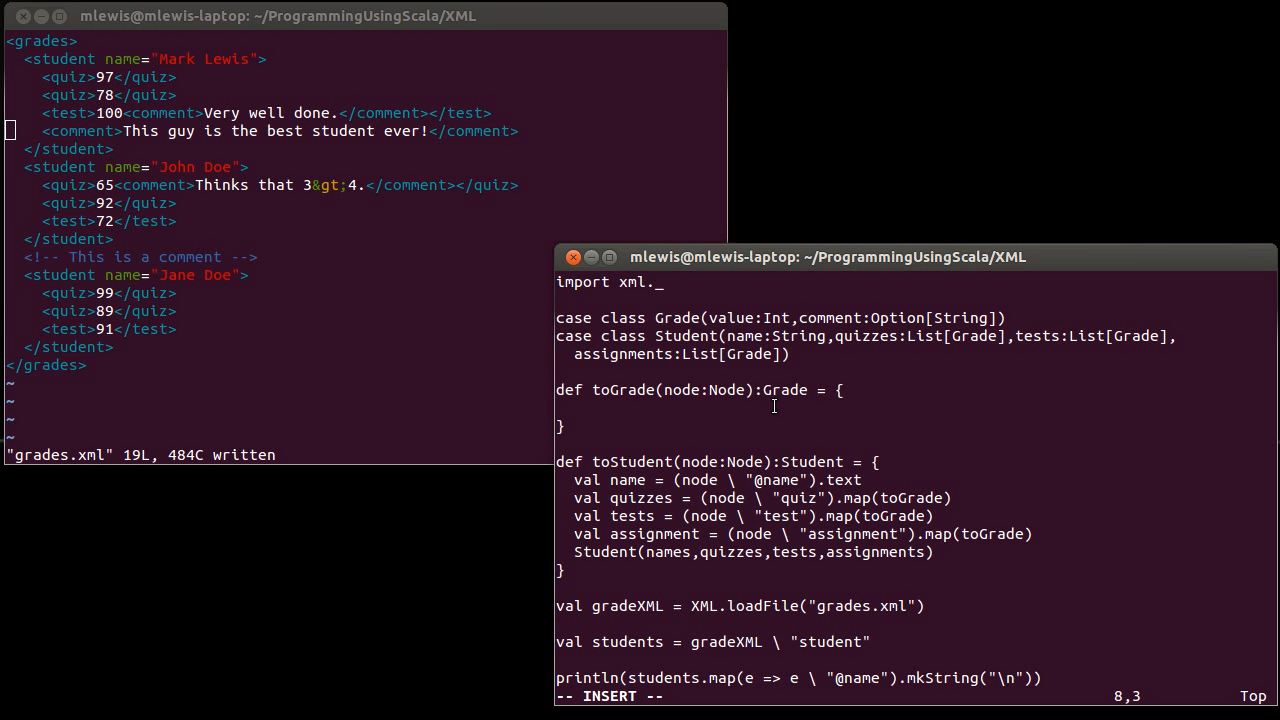 mlewis@mlewis-laptop: ~/ProgrammingUsingScala/XML
<grades>
  <student name="Mark Lewis">
    <quiz>97</quiz>
    <quiz>78</quiz>
    <test>100<comment>Very well done.</comment></test>
    <comment>This guy is the best student ever!</comment>
  </student>
  <student name="John Doe">
    <quiz>65<comment>Thinks that 3&gt;4.</comment></quiz>
    <quiz>92</quiz>
    <test>72</test>
  </student>
  <!-- This is a comment -->
  <student name="Jane Doe">
    <quiz>99</quiz>
    <quiz>89</quiz>
    <test>91</test>
  </student>
</grades>
~
~
~
~
"grades.xml" 19L, 484C written
mlewis@mlewis-laptop: ~/ProgrammingUsingScala/XML
import xml._
case class Grade(value:Int,comment:Option[String])
case class Student(name:String,quizzes:List[Grade],tests:List[Grade],
  assignments:List[Grade])
def toGrade(node:Node):Grade = {
}
def toStudent(node:Node):Student = {
  val name = (node \ "@name").text
  val quizzes = (node \ "quiz").map(toGrade)
  val tests = (node \ "test").map(toGrade)
  val assignment = (node \ "assignment").map(toGrade)
  Student(names,quizzes,tests,assignments)
}
val gradeXML = XML.loadFile("grades.xml")
val students = gradeXML \ "student"
println(students.map(e => e \ "@name").mkString("\n"))
-- INSERT -- 8,3 Top